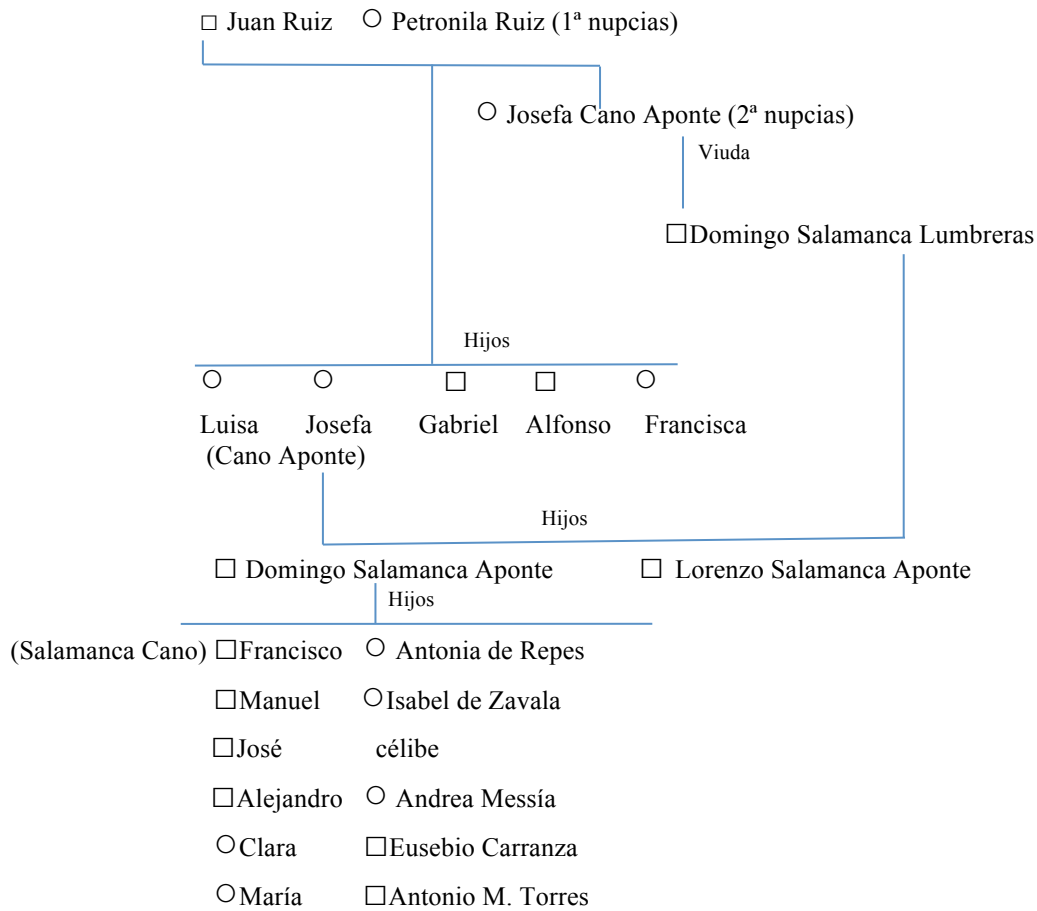 Juan Ruiz Petronila Ruiz (1ª nupcias)
Josefa Cano Aponte (2ª nupcias)
Viuda
Domingo Salamanca Lumbreras
Hijos
Luisa Josefa Gabriel Alfonso Francisca
(Cano Aponte)
Hijos
Domingo Salamanca Aponte Lorenzo Salamanca Aponte
Hijos
(Salamanca Cano) Francisco Antonia de Repes
Manuel Isabel de Zavala
José célibe
Alejandro Andrea Messía
Clara Eusebio Carranza
María Antonio M. Torres